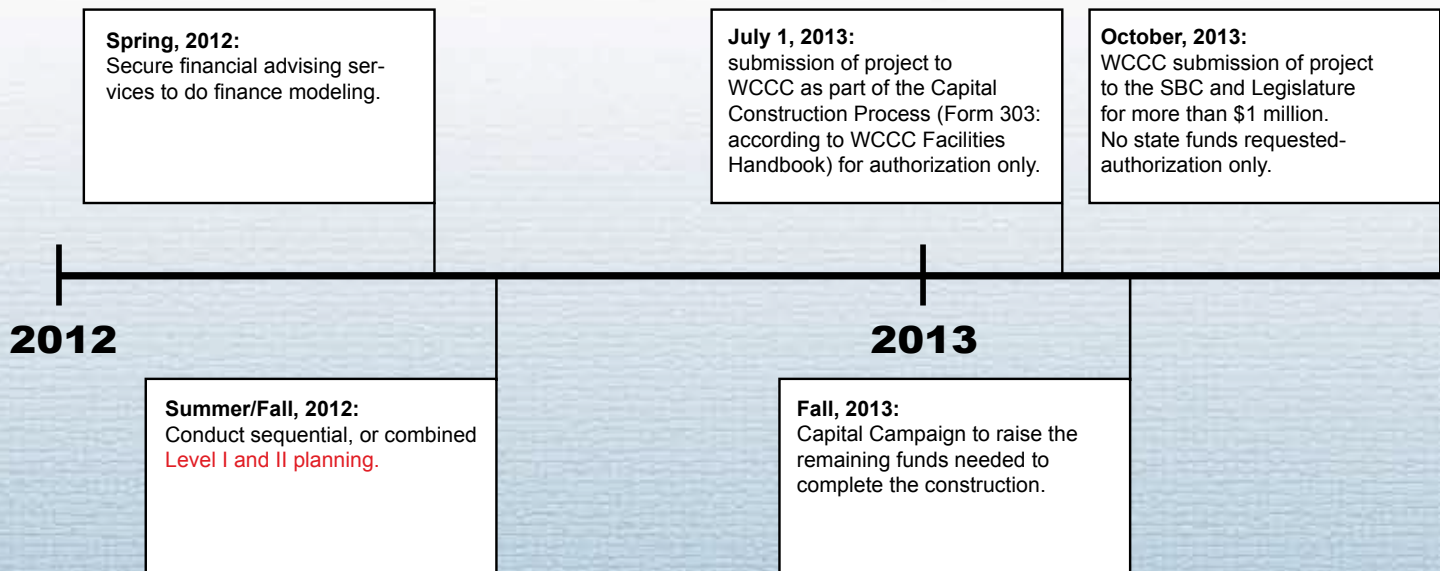 Spring, 2012:
Secure financial advising ser-
vices to do finance modeling.
July 1, 2013:
submission of project to
WCCC as part of the Capital
Construction Process (Form 303:
according to WCCC Facilities
Handbook) for authorization only.
October, 2013:
WCCC submission of project
to the SBC and Legislature
for more than $1 million.
No state funds requested-
authorization only.
2012
2013
Summer/Fall, 2012:
Conduct sequential, or combined
Level I and II planning.
Fall, 2013:
Capital Campaign to raise the
remaining funds needed to
complete the construction.